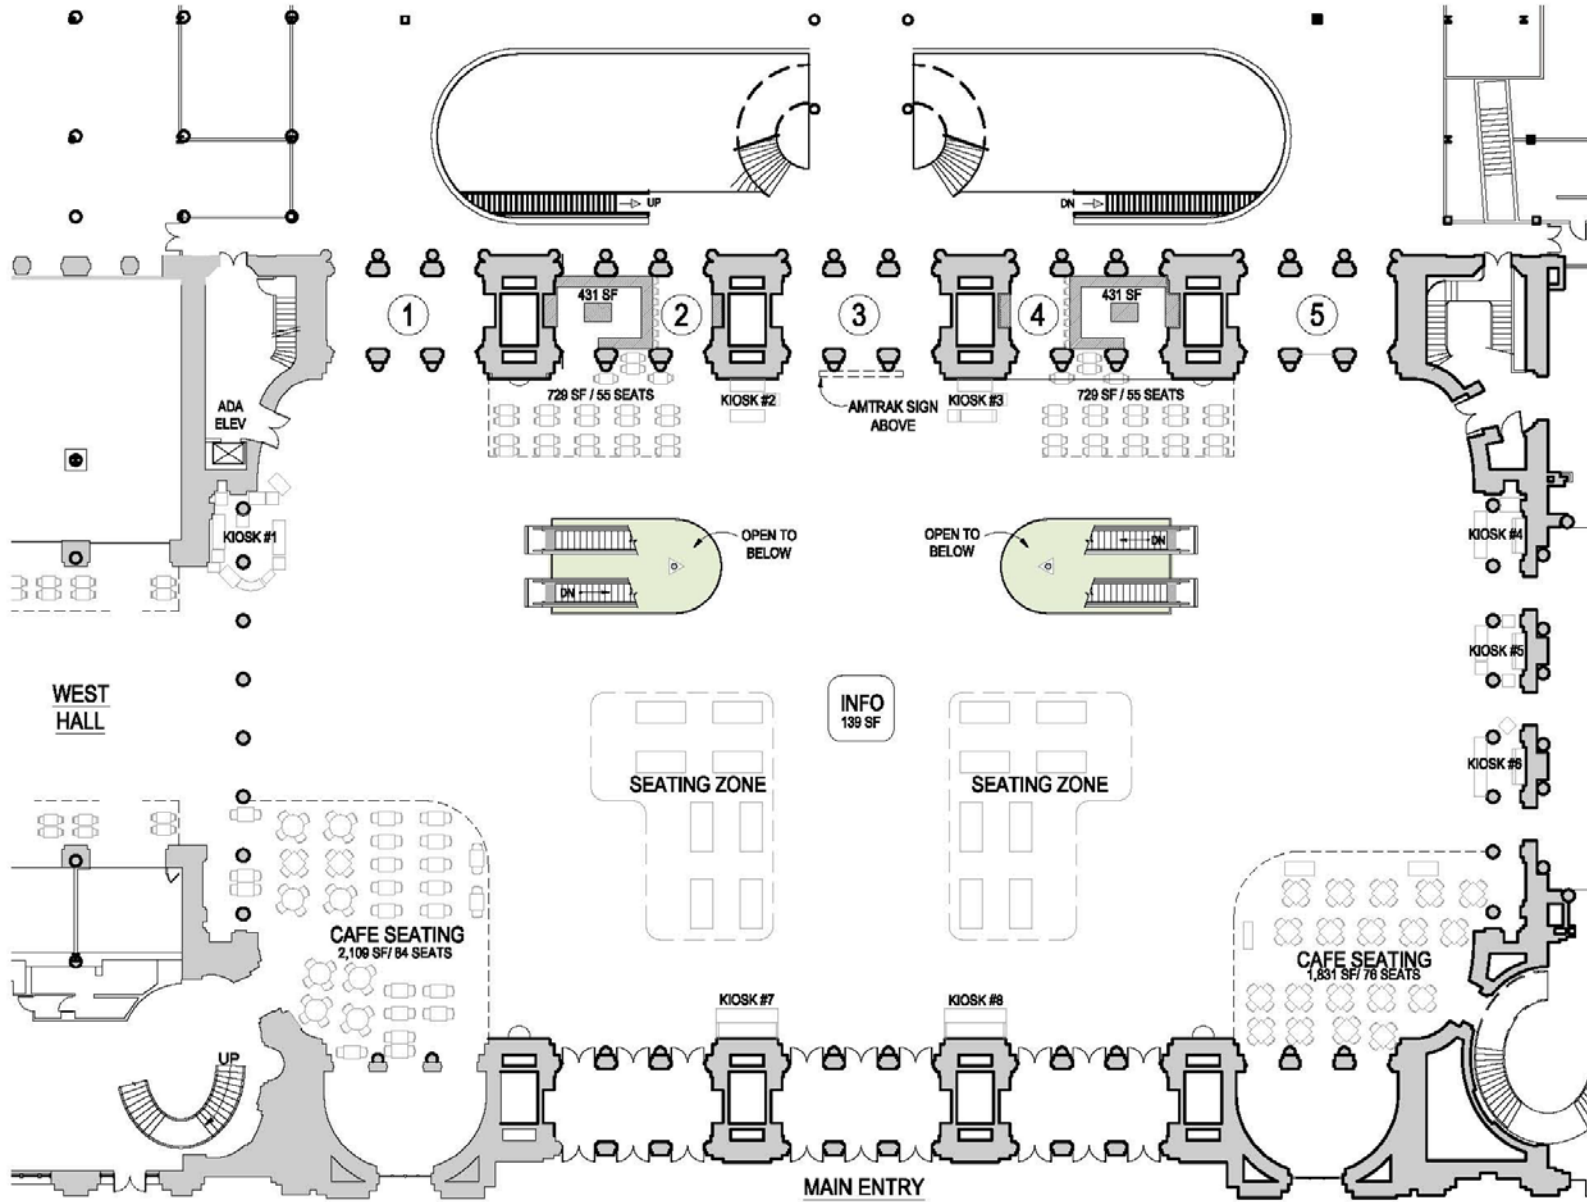 UP
DN
431 SF
431 SF
1
2
3
4
5
729 SF / 55 SEATS
KIOSK #2
AMTRAK SIGN
ABOVE
KIOSK #3
729 SF / 55 SEATS
ADA
ELEV
KIOSK #1
OPEN TO
BELOW
OPEN TO
BELOW
DN
DN
KIOSK #4
KIOSK #5
WEST
HALL
INFO
139 SF
SEATING ZONE
SEATING ZONE
KIOSK #6
CAFE SEATING
2,109 SF/ 84 SEATS
CAFE SEATING
1,831 SF/ 76 SEATS
KIOSK #7
KIOSK #8
UP
MAIN ENTRY